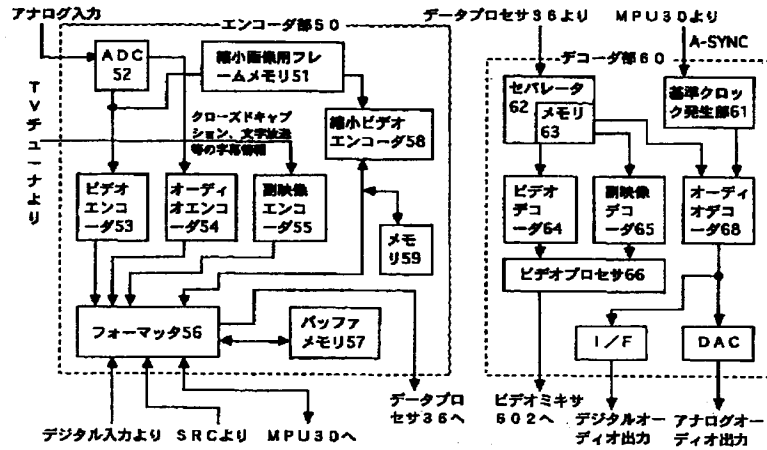 アナログ入力
エンコーダ部50
ADC
52
縮小画像用フレ
ームメモリ51
TVチューナより
クローズドキャプ
ション、文字放送
等の字幕情報
縮小ビデオ
エンコーダ58
ビデオ
エンコ
ーダ53
オーデ
ィオエンコ
ーダ54
副映像
エンコ
ーダ55
メモ
リ59
フォーマッタ56
バッファ
メモリ57
デジタル入力より
SRCより
MPU30へ
データプロ
セサ36へ
データプロセサ36より
MPU30より
A-SYNC
デコーダ部60
セパレータ
62
メモリ
63
基準クロッ
ク発生部61
ビデオ
デコ
ーダ64
副映像
デコ
ーダ65
オーディ
オデコ
ーダ68
ビデオプロセサ66
I/F
DAC
ビデオミキサ
602へ
デジタルオー
ディオ出力
アナログオー
ディオ出力